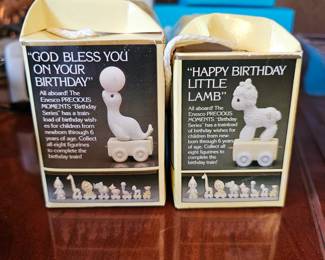 "GOD BLESS YOU
ON YOUR
BIRTHDAY"
All aboard! The
Enesco PRECIOUS
MOMENTS "Birthday
Series" has a train-
load of birthday wish-
es for children from
newborn through 6
years of age. Collect
all eight figurines
to complete the
birthday train!
"HAPPY BIRTHDAY
LITTLE
LAMB"
All aboard! The
Enesco PRECIOUS
MOMENTS "Birthday
Series" has a trainload
of birthday wishes
for children from new
born through 6 years
of age. Collect all
eight figurines to
complete the
birthday train!